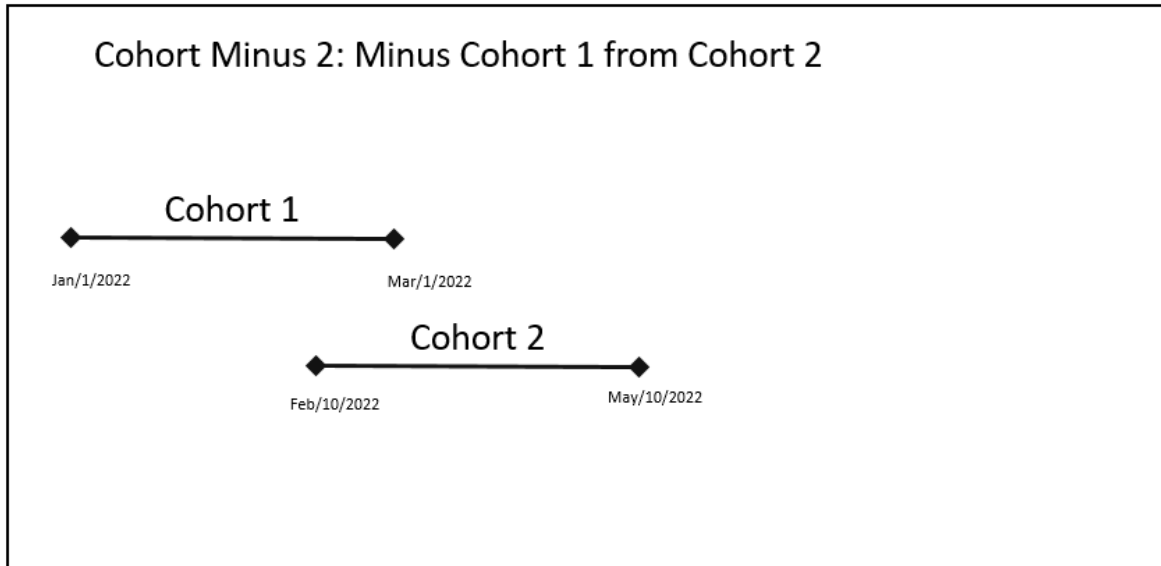 Cohort Minus 2: Minus Cohort 1 from Cohort 2
Cohort 1
Jan/1/2022
Mar/1/2022
Cohort 2
Feb/10/2022
May/10/2022